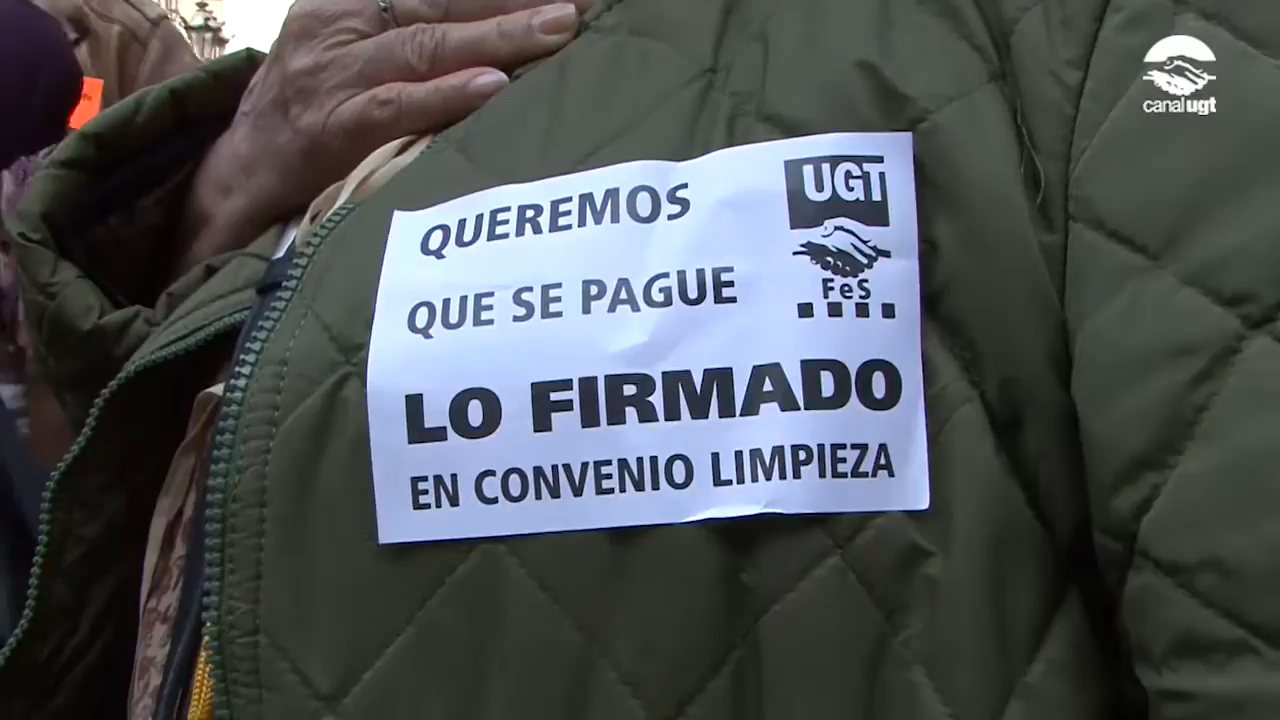 canalugt
UGT
QUEREMOS
QUE SE PAGUE
FeS
LO FIRMADO
EN CONVENIO LIMPIEZA